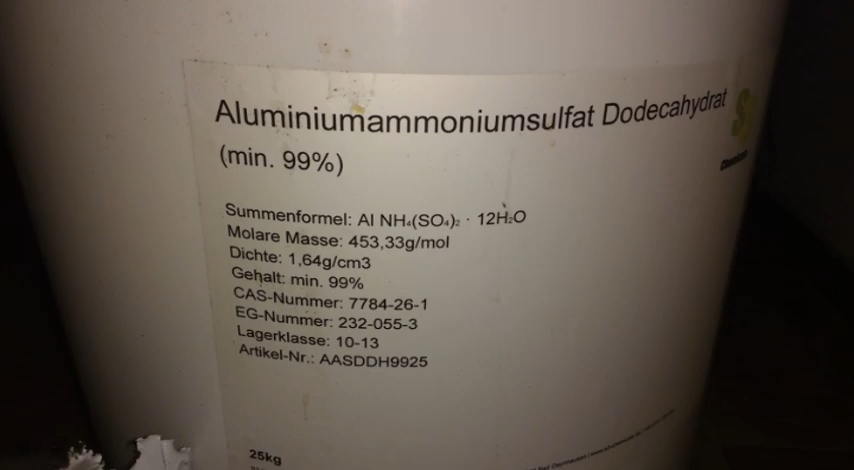 Aluminiumammoniumsulfat Dodecahydrat
(min. 99%)
Summenformel: Al NH₄(SO₄)₂ · 12H₂O
Molare Masse: 453,33g/mol
Dichte: 1,64g/cm3
Gehalt: min. 99%
CAS-Nummer: 7784-26-1
EG-Nummer: 232-055-3
Lagerklasse: 10-13
Artikel-Nr.: AASDDH9925
25kg